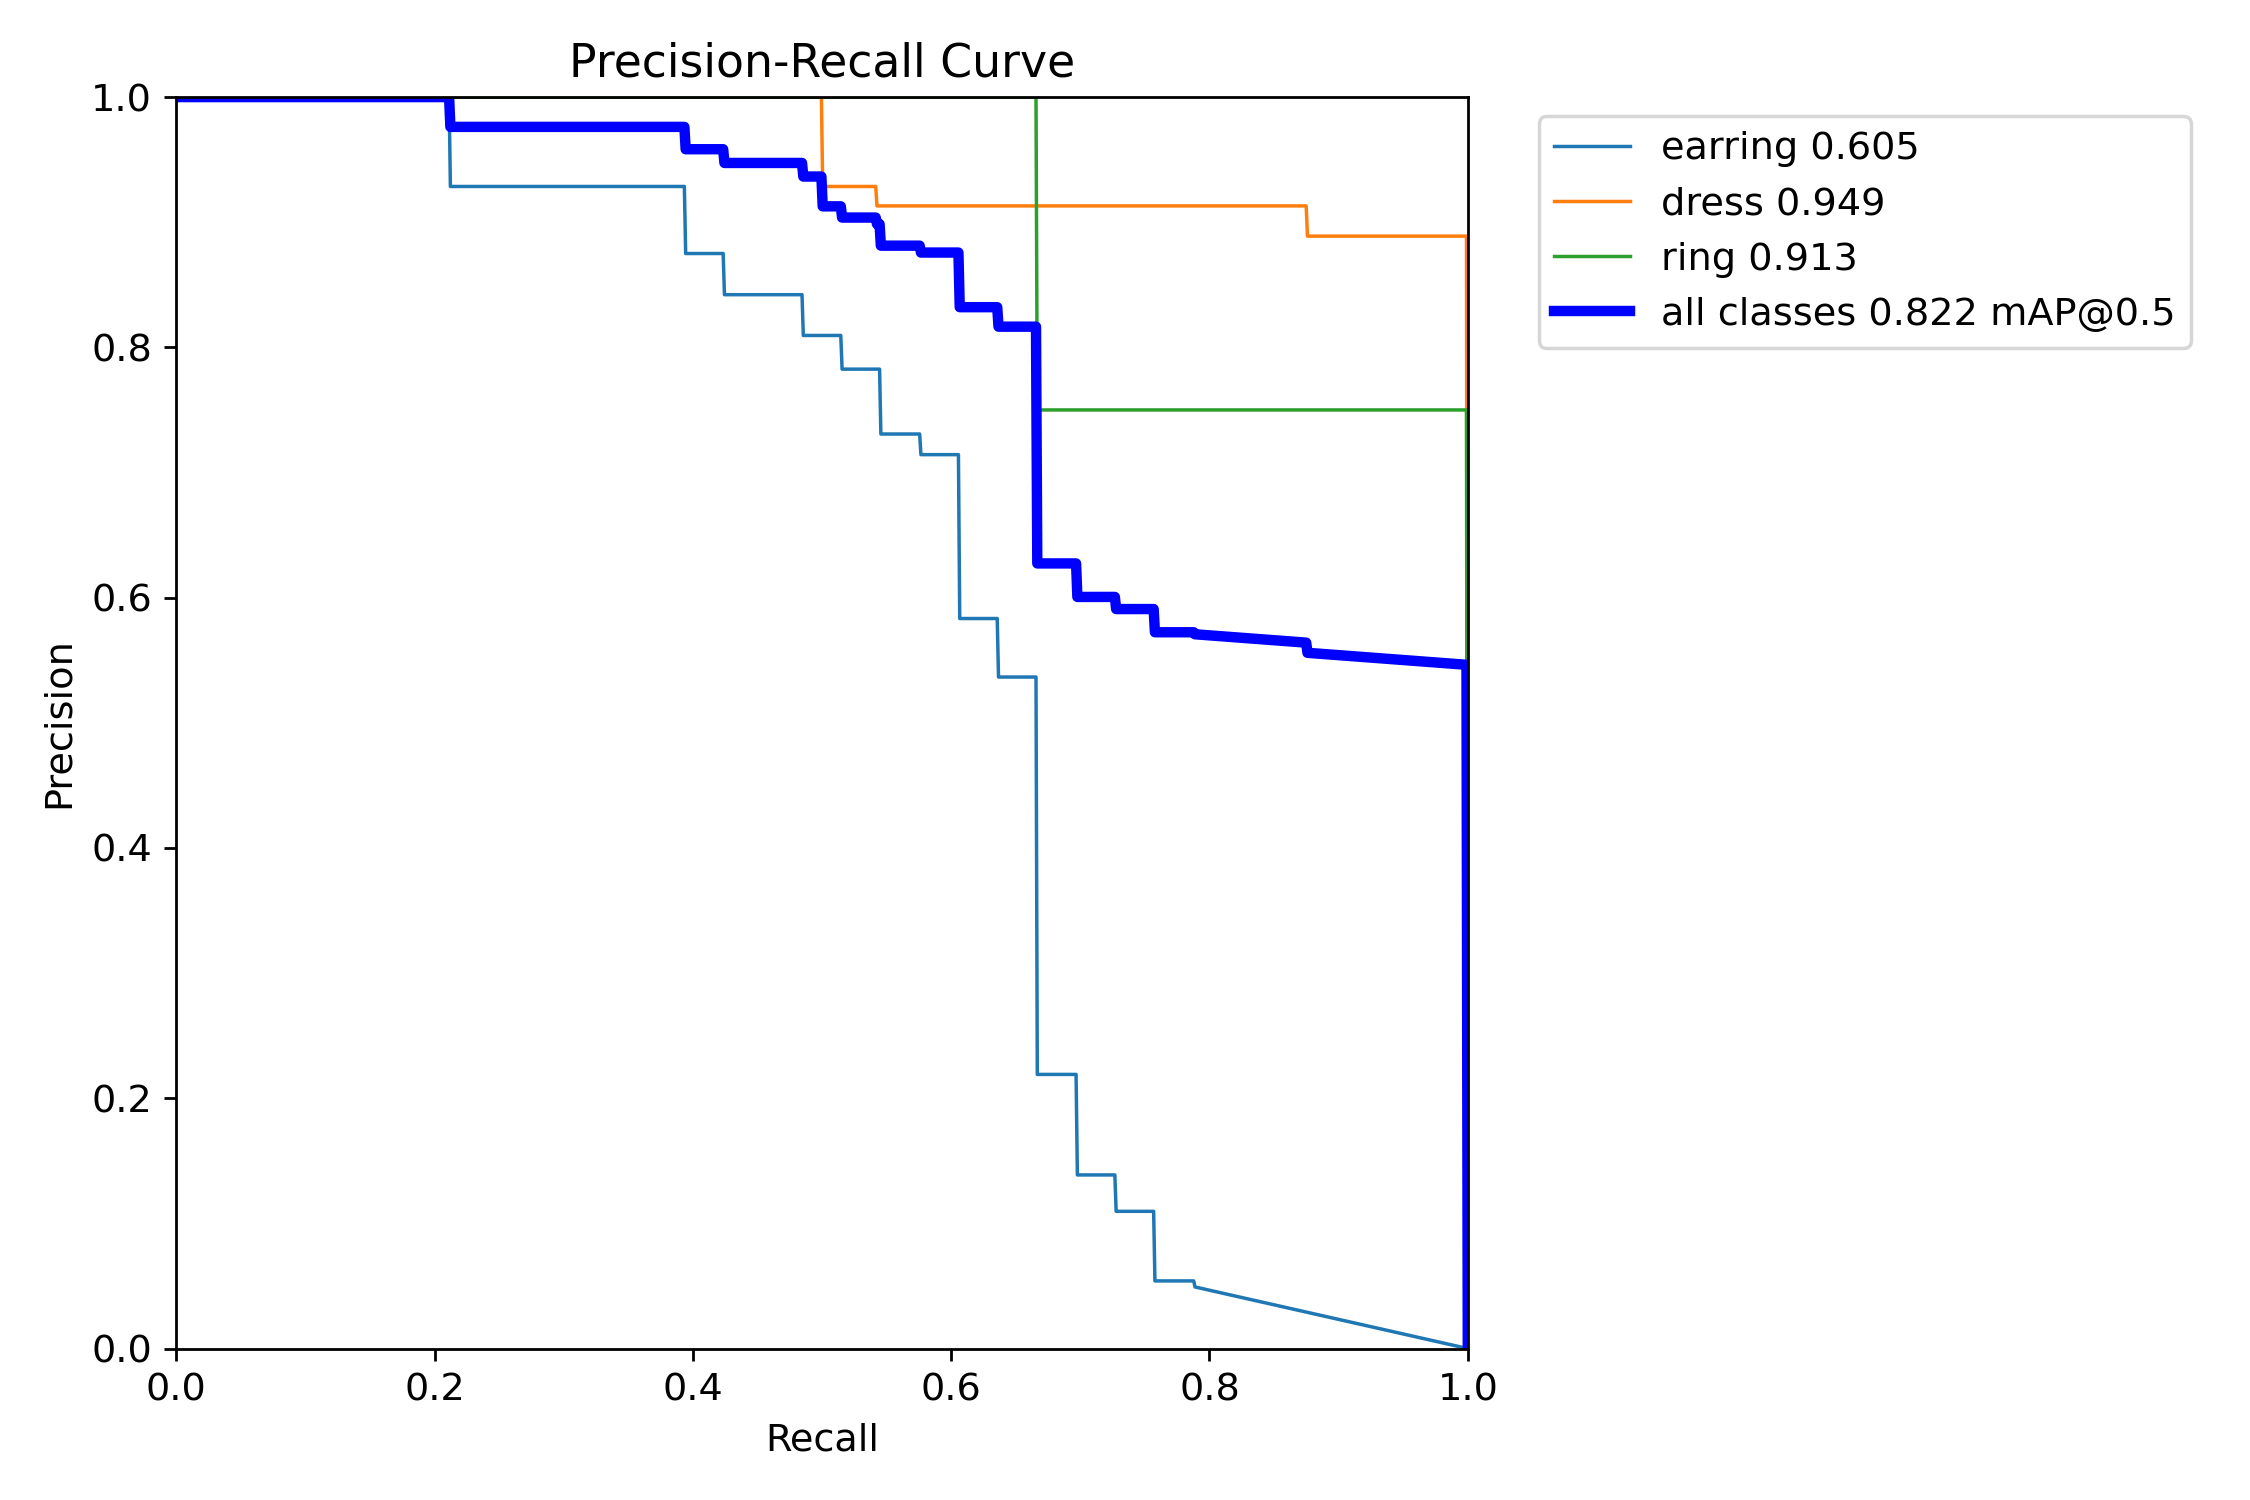 Precision-Recall Curve
1.0
0.8
0.6
0.4
0.2
0.0
Precision
0.0 0.2 0.4 0.6 0.8 1.0
Recall
earring 0.605
dress 0.949
ring 0.913
all classes 0.822 mAP@0.5